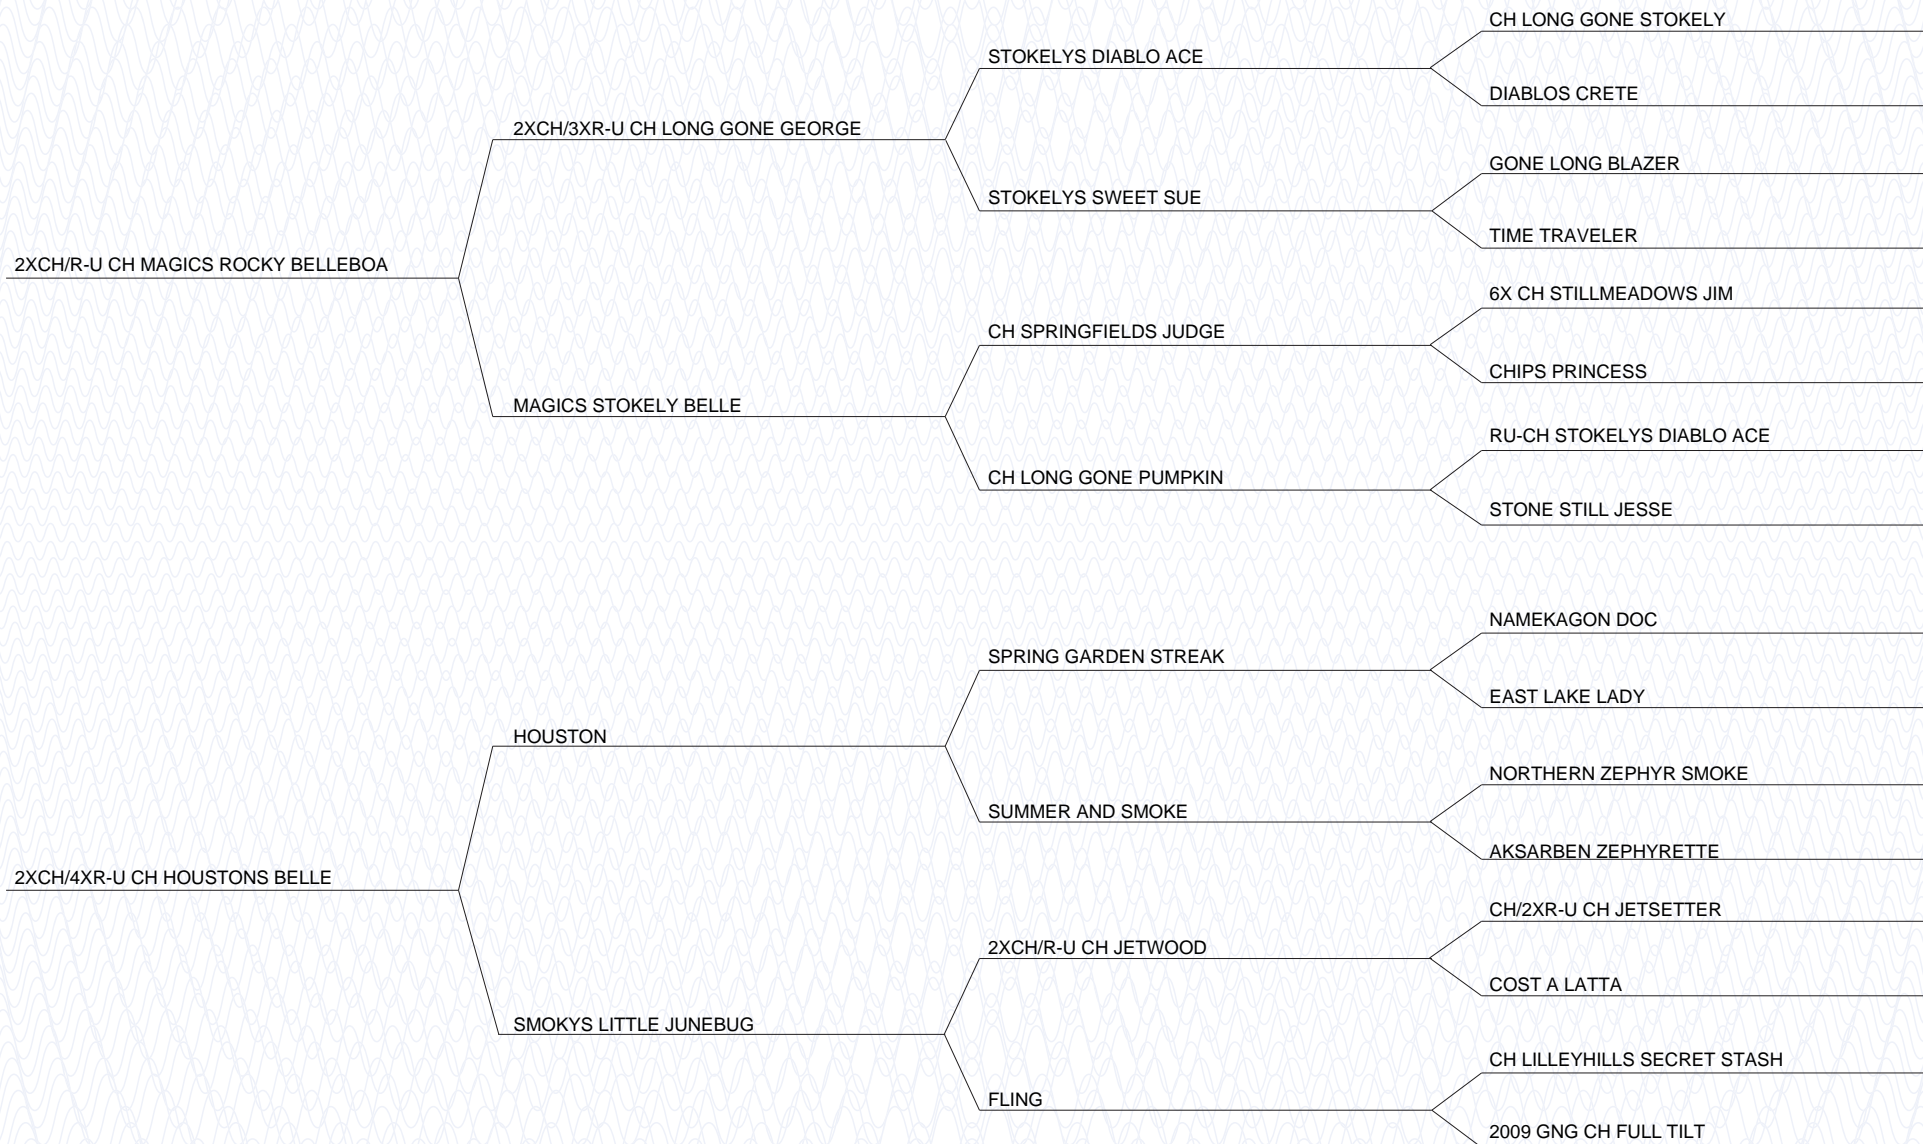 CH LONG GONE STOKELY
STOKELYS DIABLO ACE
DIABLOS CRETE
2XCH/3XR-U CH LONG GONE GEORGE
GONE LONG BLAZER
STOKELYS SWEET SUE
TIME TRAVELER
2XCH/R-U CH MAGICS ROCKY BELLEBOA
6X CH STILLMEADOWS JIM
CH SPRINGFIELDS JUDGE
CHIPS PRINCESS
MAGICS STOKELY BELLE
RU-CH STOKELYS DIABLO ACE
CH LONG GONE PUMPKIN
STONE STILL JESSE
NAMEKAGON DOC
SPRING GARDEN STREAK
EAST LAKE LADY
HOUSTON
NORTHERN ZEPHYR SMOKE
SUMMER AND SMOKE
AKSARBEN ZEPHYRETTE
2XCH/4XR-U CH HOUSTONS BELLE
CH/2XR-U CH JETSETTER
2XCH/R-U CH JETWOOD
COST A LATTA
SMOKYS LITTLE JUNEBUG
CH LILLEYHILLS SECRET STASH
FLING
2009 GNG CH FULL TILT